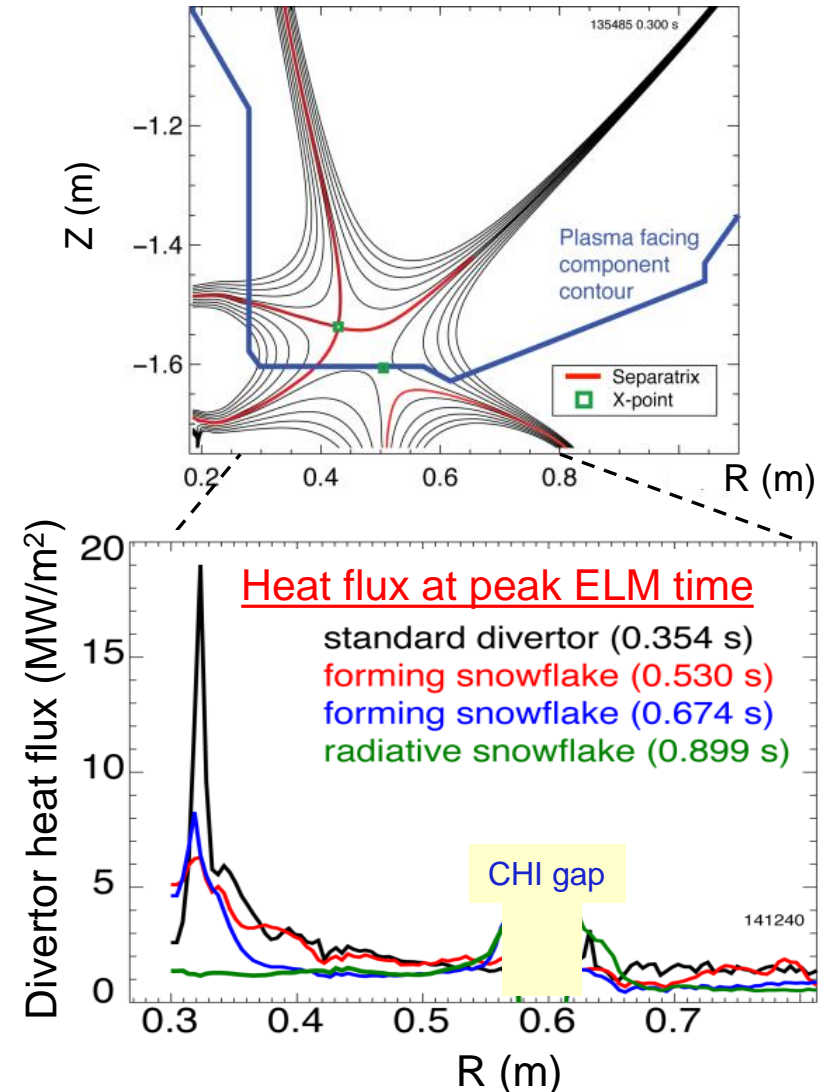 135485 0.300 s
Z (m)
−1.2
−1.4
−1.6
Plasma facing
component
contour
Separatrix
X-point
0.2 0.4 0.6 0.8 R (m)
Divertor heat flux (MW/m²)
20
15
10
5
0
Heat flux at peak ELM time
standard divertor (0.354 s)
forming snowflake (0.530 s)
forming snowflake (0.674 s)
radiative snowflake (0.899 s)
CHI gap
141240
0.3 0.4 0.5 0.6 0.7
R (m)